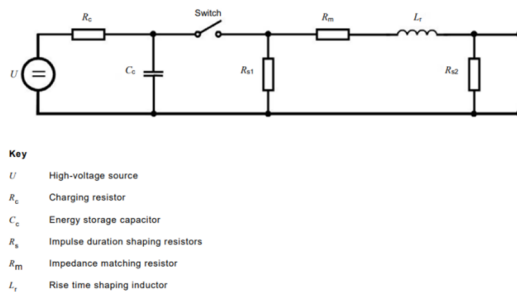 Switch
Rc
Rm
Lr
U
Cc
Rs1
Rs2
Key
U High-voltage source
Rc Charging resistor
Cc Energy storage capacitor
Rs Impulse duration shaping resistors
Rm Impedance matching resistor
Lr Rise time shaping inductor